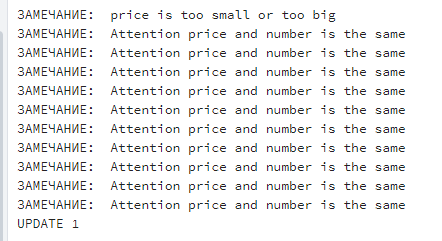 ЗАМЕЧАНИЕ:  price is too small or too big
ЗАМЕЧАНИЕ:  Attention price and number is the same
ЗАМЕЧАНИЕ:  Attention price and number is the same
ЗАМЕЧАНИЕ:  Attention price and number is the same
ЗАМЕЧАНИЕ:  Attention price and number is the same
ЗАМЕЧАНИЕ:  Attention price and number is the same
ЗАМЕЧАНИЕ:  Attention price and number is the same
ЗАМЕЧАНИЕ:  Attention price and number is the same
ЗАМЕЧАНИЕ:  Attention price and number is the same
ЗАМЕЧАНИЕ:  Attention price and number is the same
ЗАМЕЧАНИЕ:  Attention price and number is the same
UPDATE 1